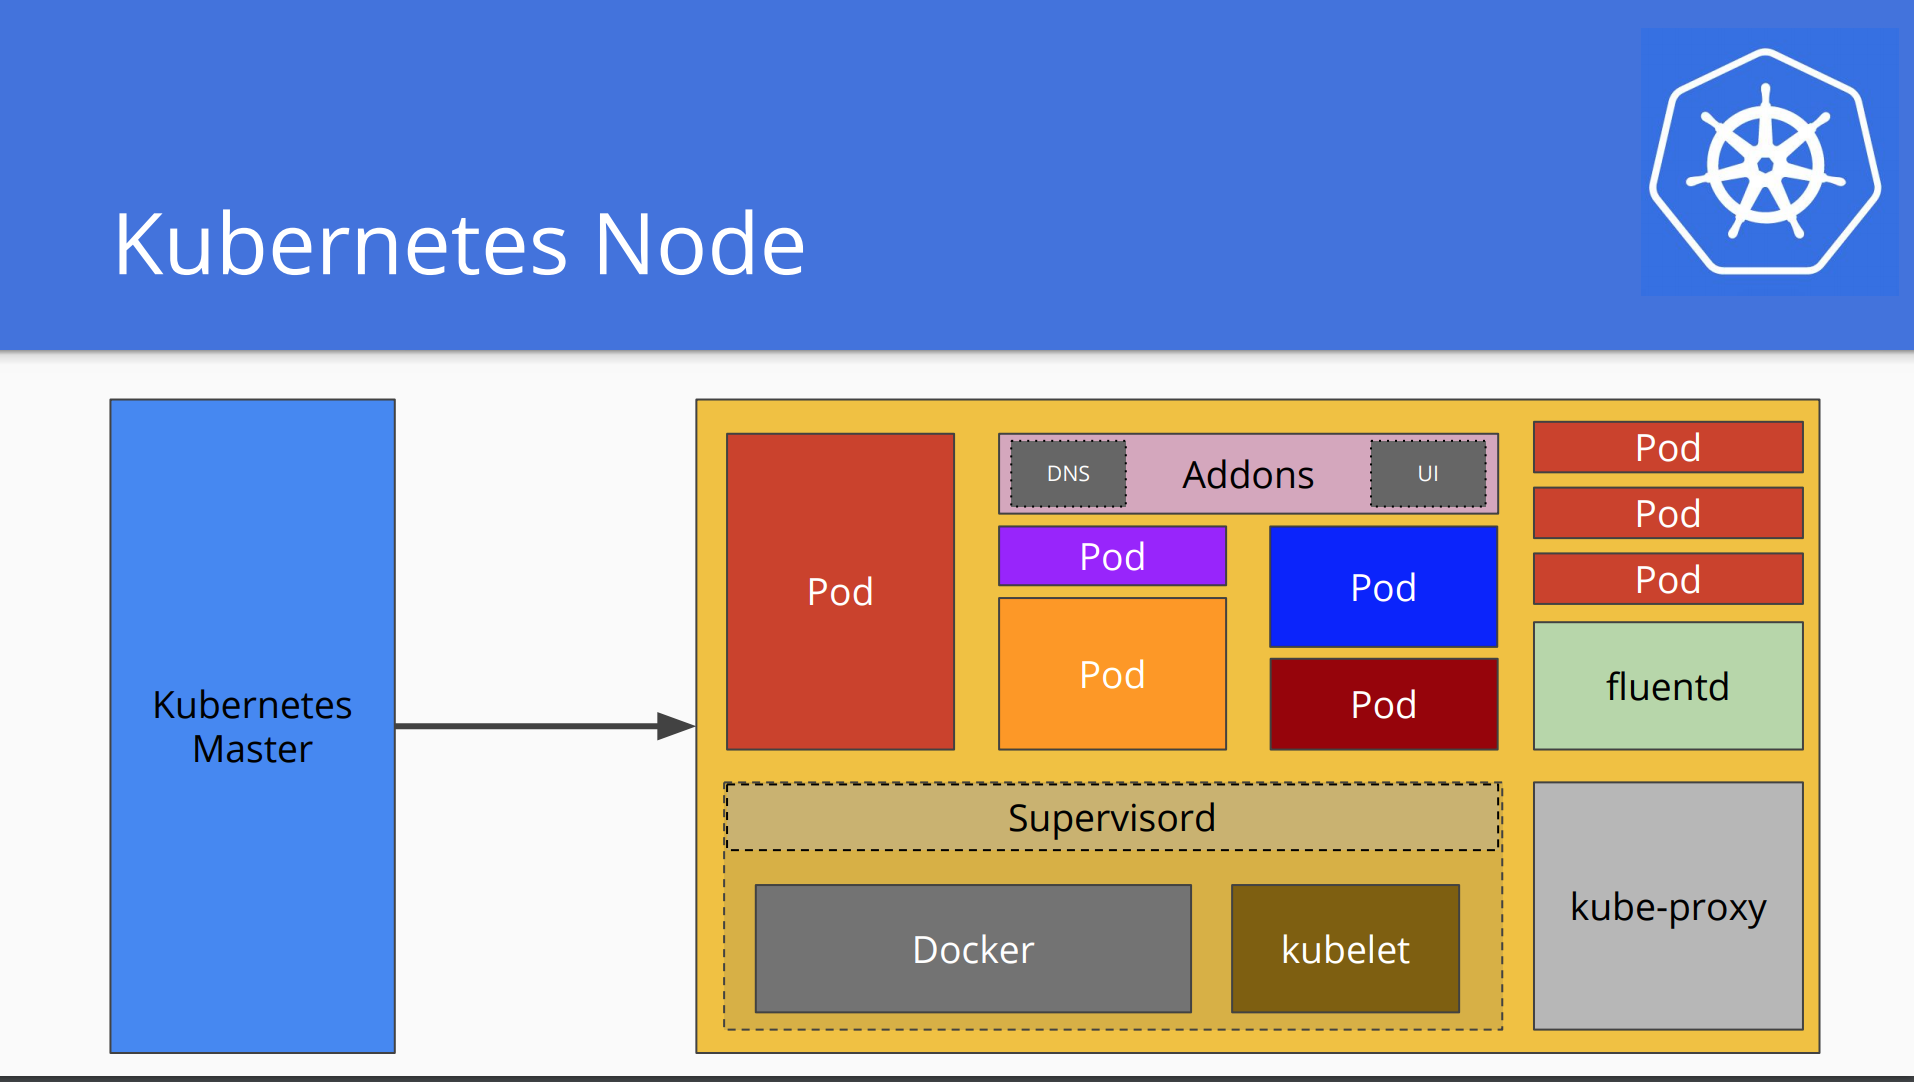 Kubernetes Node
Kubernetes
Master
Pod
DNS
Addons
UI
Pod
Pod
Pod
Pod
Pod
Pod
Pod
fluentd
Supervisord
Docker
kubelet
kube-proxy